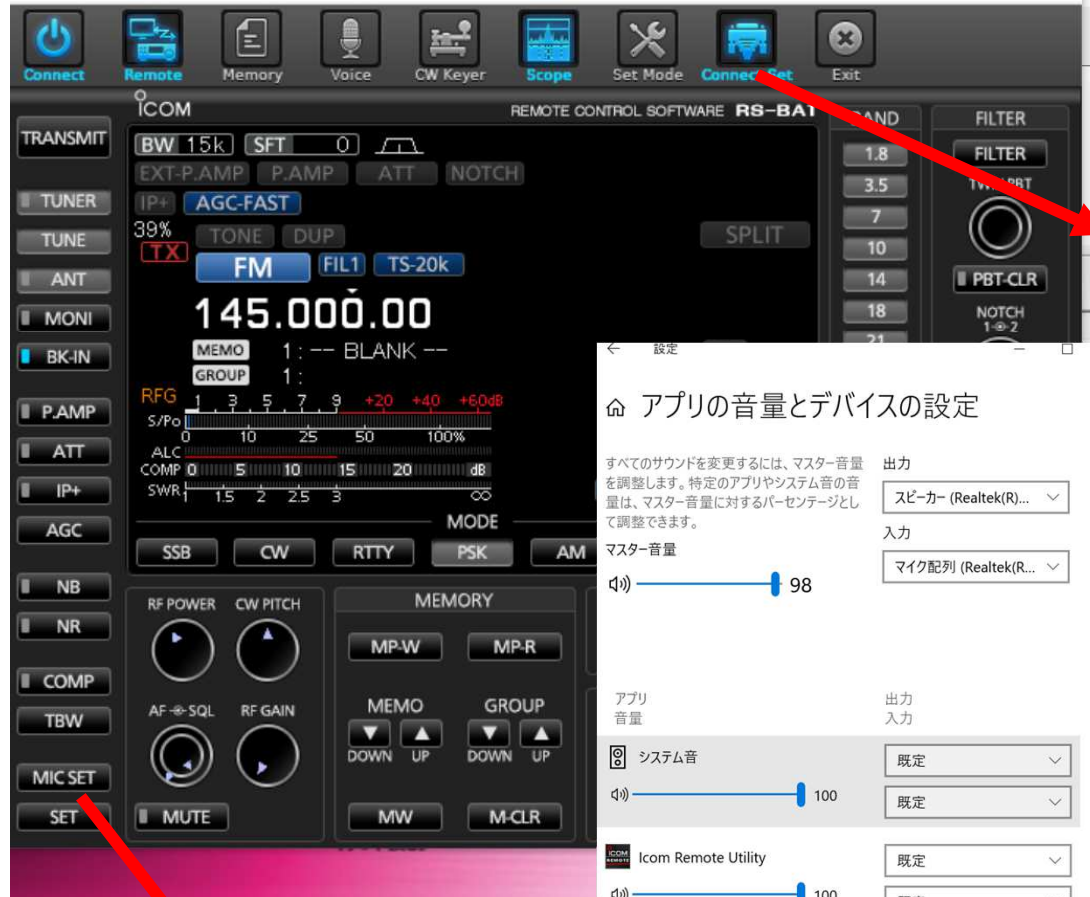 Connect Remote Memory Voice CW Keyer Scope Set Mode Connect Set Exit
ICOM
REMOTE CONTROL SOFTWARE RS-BA1
TRANSMIT
TUNER
TUNE
ANT
MONI
BK-IN
P.AMP
ATT
IP+
AGC
NB
NR
COMP
TBW
MIC SET
SET
BW 15k SFT 0
EXT-P.AMP P.AMP ATT NOTCH
IP+ AGC-FAST
39% TONE DUP SPLIT
TX
FM FIL1 TS-20k
145.000.00
MEMO 1 : -- BLANK --
GROUP 1 :
RFG 1 3 5 7 9 +20 +40 +60dB
S/Po
0 10 25 50 100%
ALC
COMP 0 5 10 15 20 dB
SWR 1 1.5 2 2.5 3 ∞
MODE
SSB CW RTTY PSK AM
RF POWER CW PITCH
AF SQL RF GAIN
MUTE
MEMORY
MP-W MP-R
MEMO GROUP
DOWN UP DOWN UP
MW M-CLR
BAND
1.8
3.5
7
10
14
18
21
FILTER
FILTER
TWIN PBT
PBT-CLR
NOTCH
1 2
設定
アプリの音量とデバイスの設定
すべてのサウンドを変更するには、マスター音量
を調整します。特定のアプリやシステム音の音
量は、マスター音量に対するパーセンテージとし
て調整できます。
マスター音量
98
出力
スピーカー (Realtek(R)...
入力
マイク配列 (Realtek(R...
アプリ
音量
出力
入力
システム音
既定
100
既定
Icom Remote Utility
既定
100